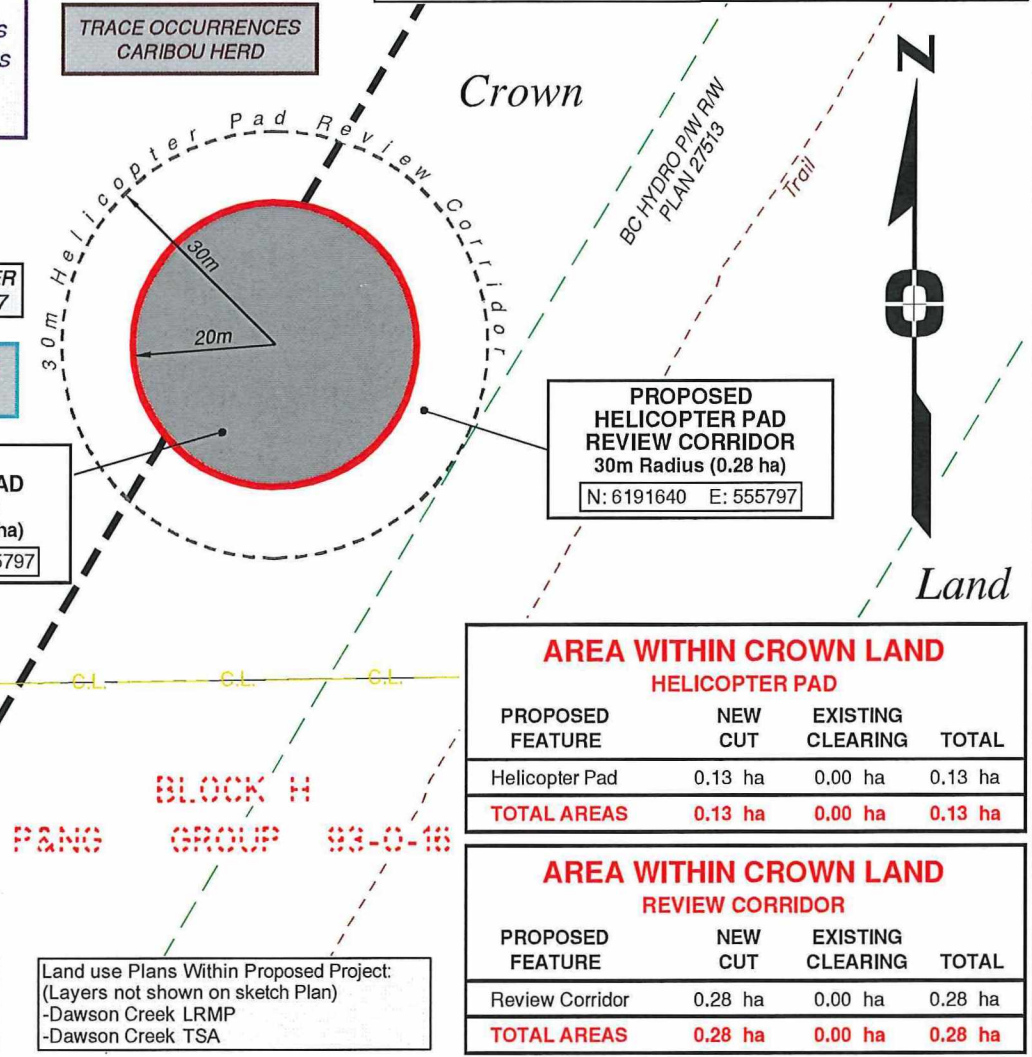 s
s
TRACE OCCURRENCES
CARIBOU HERD
Crown
N
30m Helicopter Pad Review Corridor
BC HYDRO P/W R/W
PLAN 27513
Trail
ER
7
30m
20m
PROPOSED
HELICOPTER PAD
REVIEW CORRIDOR
30m Radius (0.28 ha)
N: 6191640 E: 555797
AD
ha)
5797
Land
C.L. C.L. C.L.
BLOCK H
P&NG GROUP 93-O-16
AREA WITHIN CROWN LAND
HELICOPTER PAD
PROPOSED FEATURE NEW CUT EXISTING CLEARING TOTAL
Helicopter Pad 0.13 ha 0.00 ha 0.13 ha
TOTAL AREAS 0.13 ha 0.00 ha 0.13 ha
AREA WITHIN CROWN LAND
REVIEW CORRIDOR
PROPOSED FEATURE NEW CUT EXISTING CLEARING TOTAL
Review Corridor 0.28 ha 0.00 ha 0.28 ha
TOTAL AREAS 0.28 ha 0.00 ha 0.28 ha
Land use Plans Within Proposed Project:
(Layers not shown on sketch Plan)
-Dawson Creek LRMP
-Dawson Creek TSA